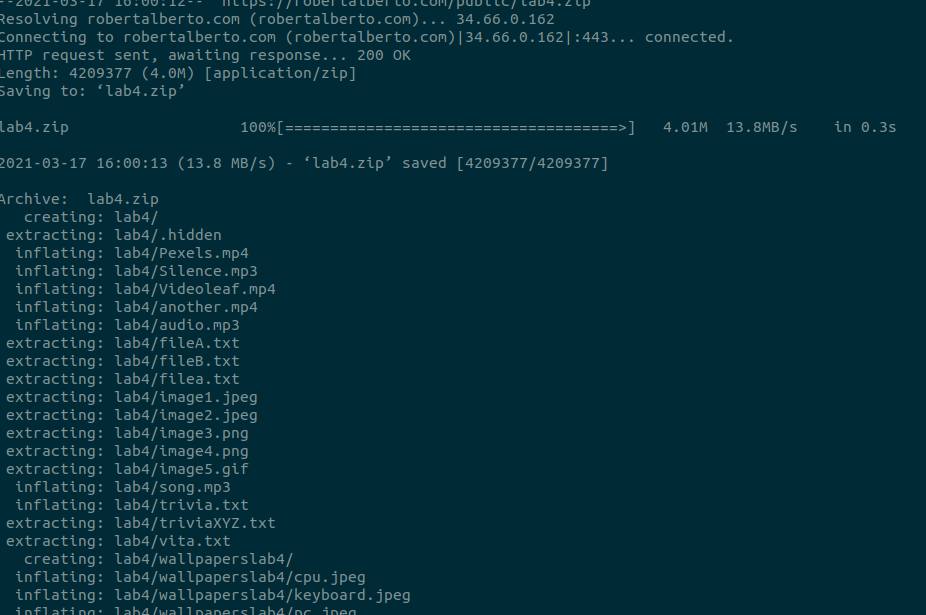 --2021-03-17 16:00:12--  https://robertalberto.com/public/lab4.zip
Resolving robertalberto.com (robertalberto.com)... 34.66.0.162
Connecting to robertalberto.com (robertalberto.com)|34.66.0.162|:443... connected.
HTTP request sent, awaiting response... 200 OK
Length: 4209377 (4.0M) [application/zip]
Saving to: ‘lab4.zip’
lab4.zip                   100%[=====================================>]   4.01M  13.8MB/s    in 0.3s
2021-03-17 16:00:13 (13.8 MB/s) - ‘lab4.zip’ saved [4209377/4209377]
Archive:  lab4.zip
   creating: lab4/
 extracting: lab4/.hidden
  inflating: lab4/Pexels.mp4
  inflating: lab4/Silence.mp3
  inflating: lab4/Videoleaf.mp4
  inflating: lab4/another.mp4
  inflating: lab4/audio.mp3
 extracting: lab4/fileA.txt
 extracting: lab4/fileB.txt
 extracting: lab4/filea.txt
 extracting: lab4/image1.jpeg
 extracting: lab4/image2.jpeg
 extracting: lab4/image3.png
 extracting: lab4/image4.png
 extracting: lab4/image5.gif
  inflating: lab4/song.mp3
  inflating: lab4/trivia.txt
 extracting: lab4/triviaXYZ.txt
 extracting: lab4/vita.txt
   creating: lab4/wallpaperslab4/
  inflating: lab4/wallpaperslab4/cpu.jpeg
  inflating: lab4/wallpaperslab4/keyboard.jpeg
  inflating: lab4/wallpaperslab4/pc.jpeg